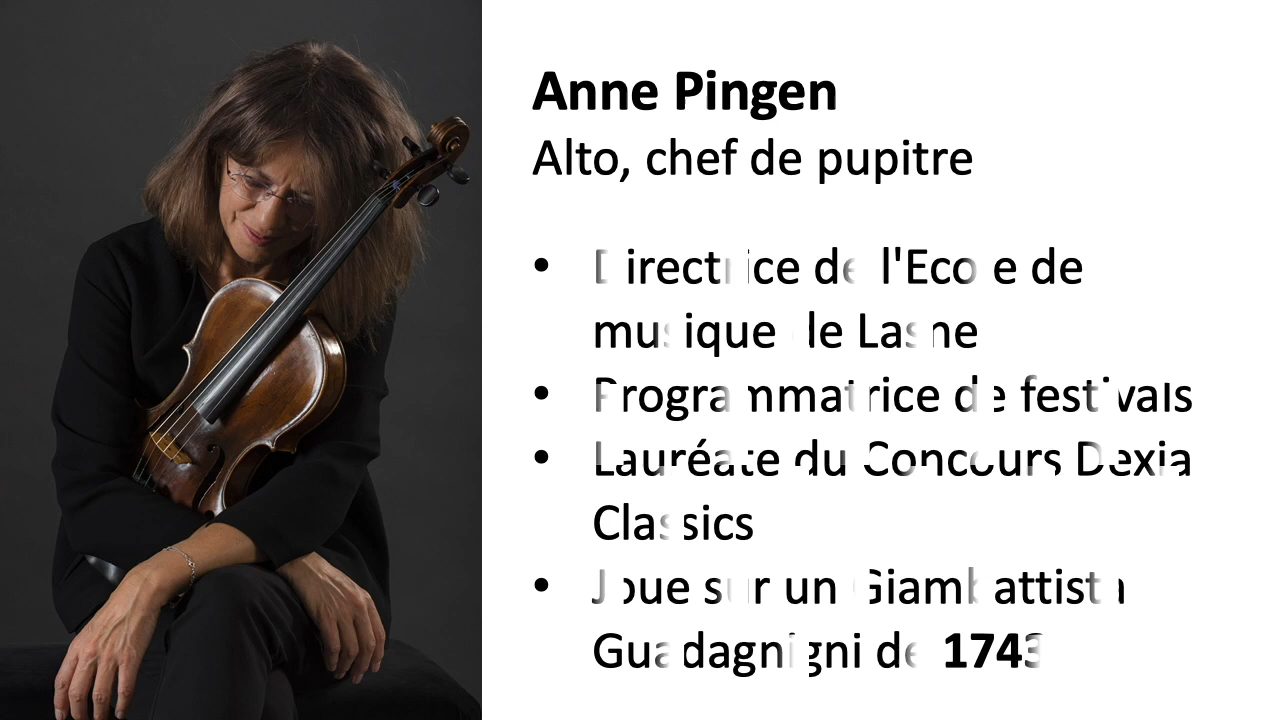 Anne Pingen
Alto, chef de pupitre
• Directrice de l'Ecole de
musique de Lasne
• Programmatrice de festivals
• Lauréate du Concours Dexia
Classics
• Joue sur un Giambattista
Guadagnigni de 1743